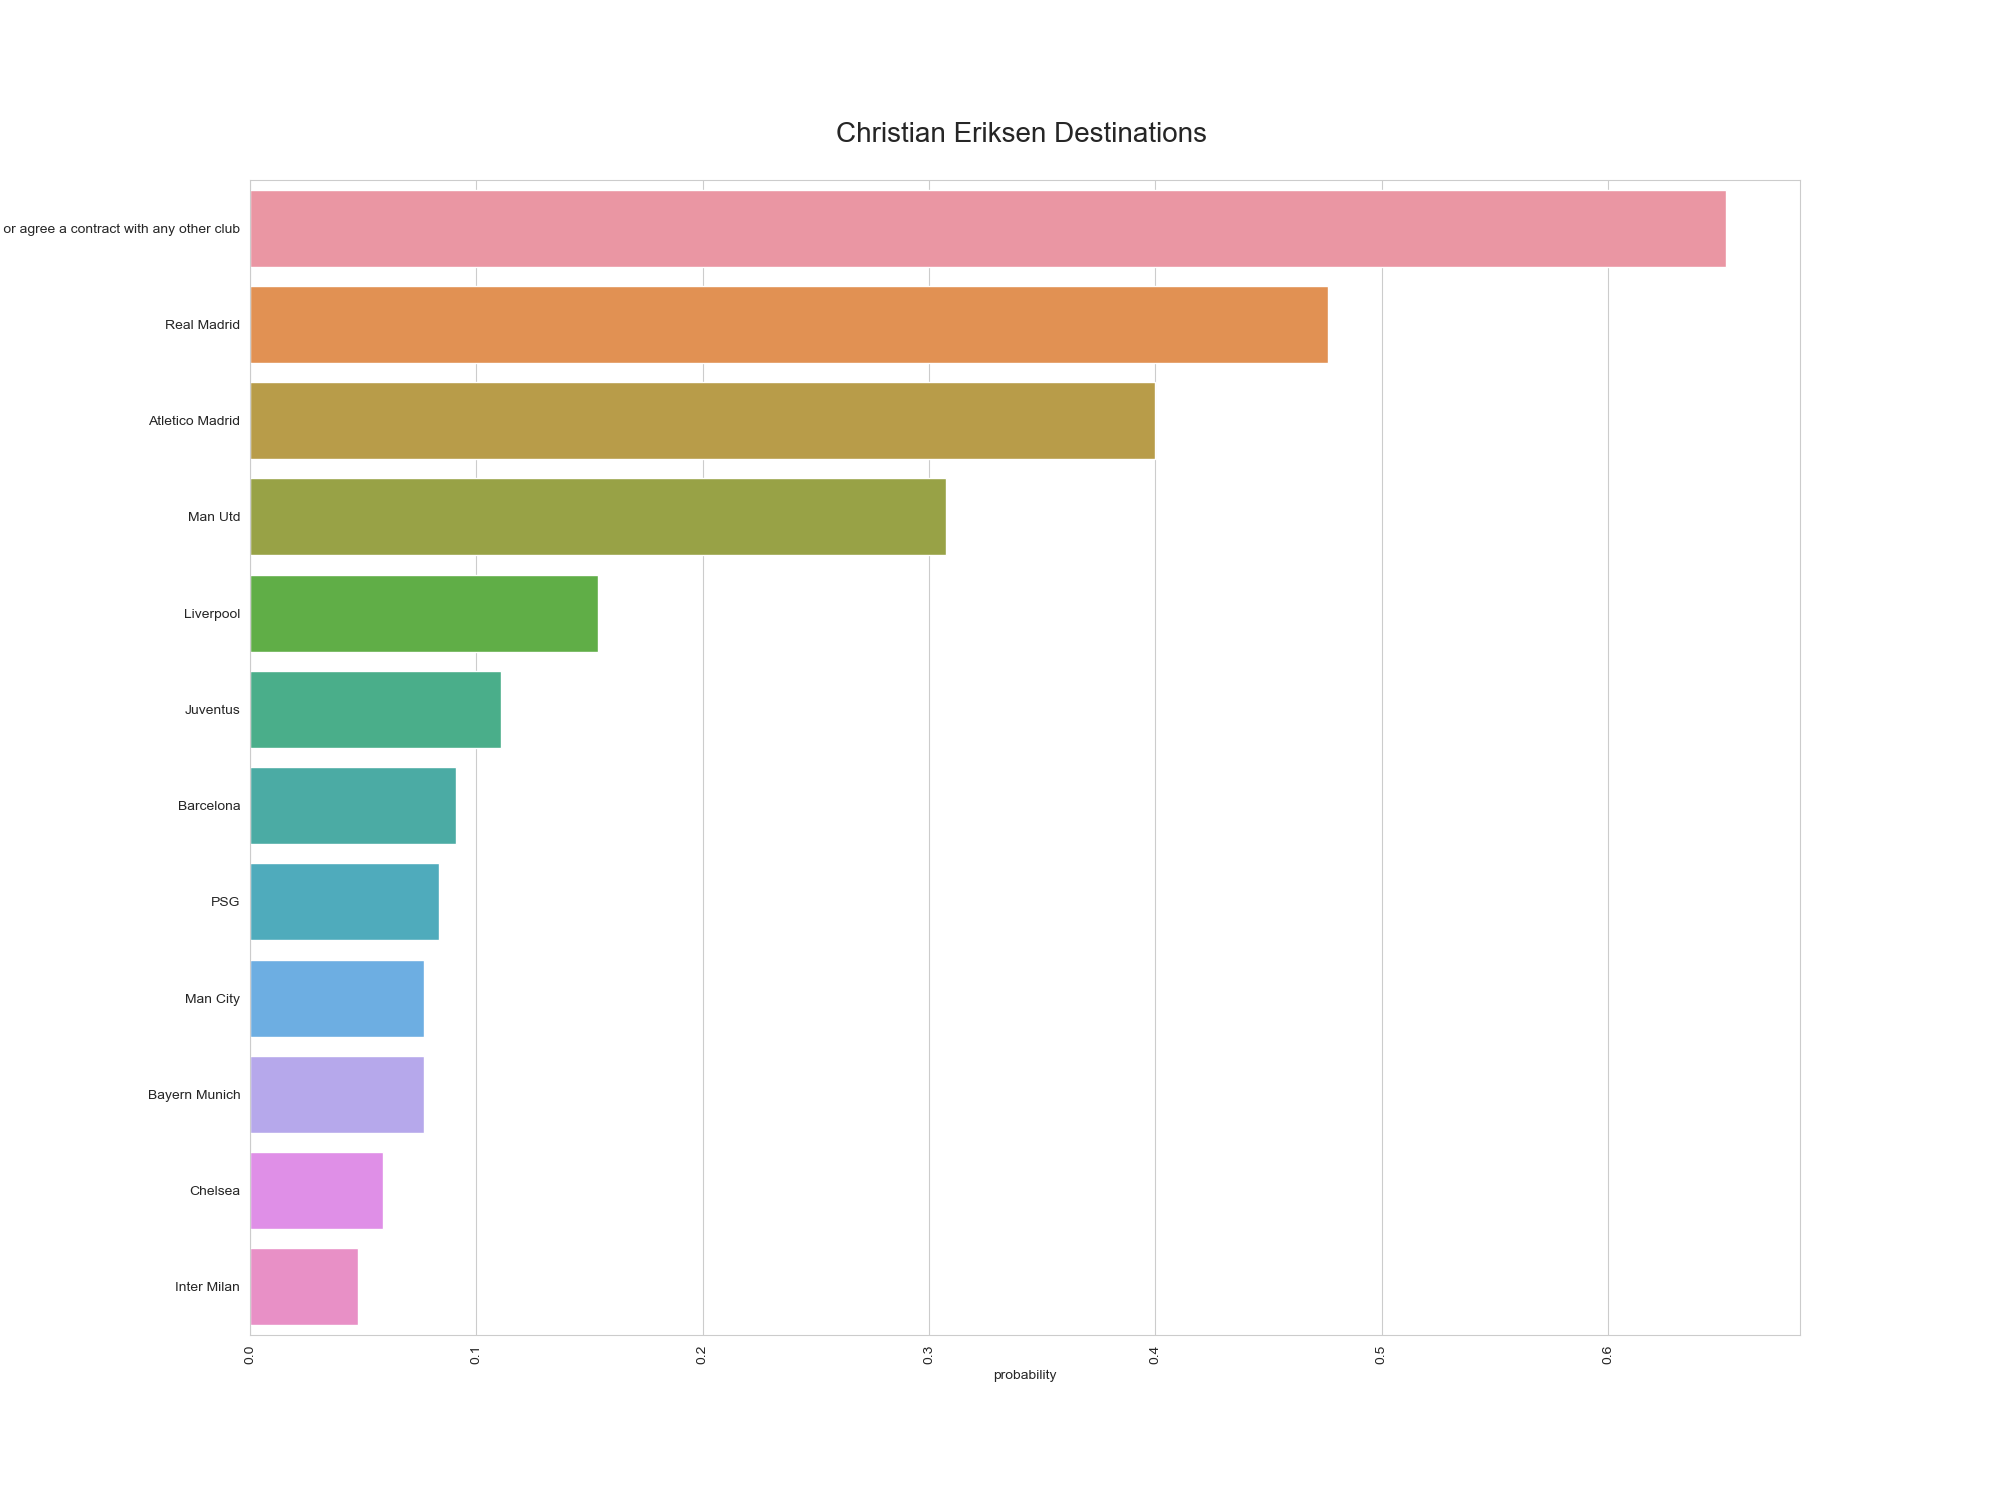 Christian Eriksen Destinations
or agree a contract with any other club
Real Madrid
Atletico Madrid
Man Utd
Liverpool
Juventus
Barcelona
PSG
Man City
Bayern Munich
Chelsea
Inter Milan
0.0
0.1
0.2
0.3
0.4
0.5
0.6
probability